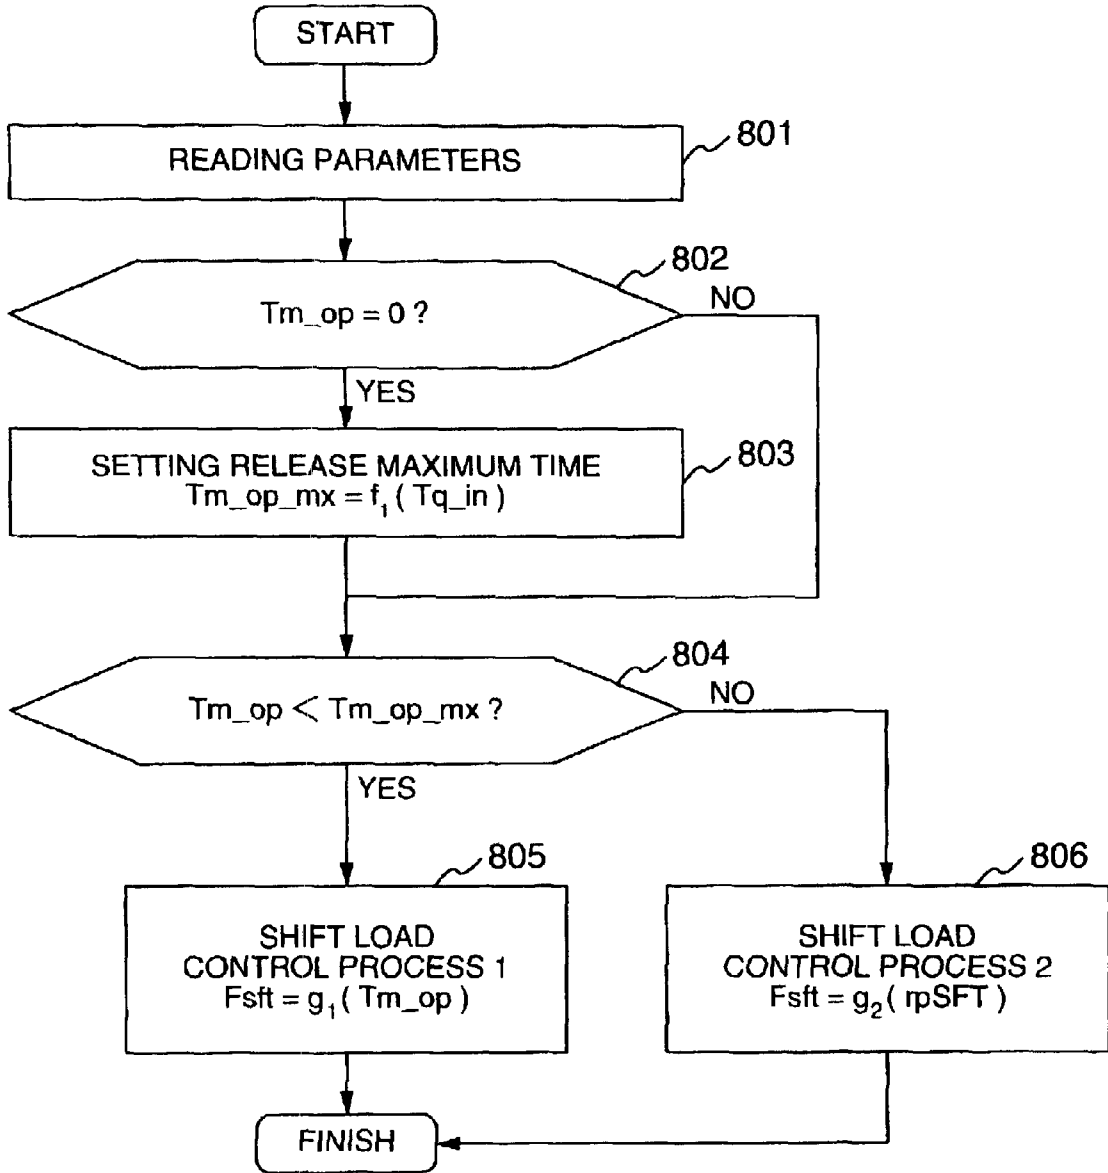 START
READING PARAMETERS
801
Tm_op = 0 ?
802
NO
YES
SETTING RELEASE MAXIMUM TIME
Tm_op_mx = f₁ ( Tq_in )
803
Tm_op < Tm_op_mx ?
804
NO
YES
805
SHIFT LOAD
CONTROL PROCESS 1
Fsft = g₁ ( Tm_op )
806
SHIFT LOAD
CONTROL PROCESS 2
Fsft = g₂ ( rpSFT )
FINISH